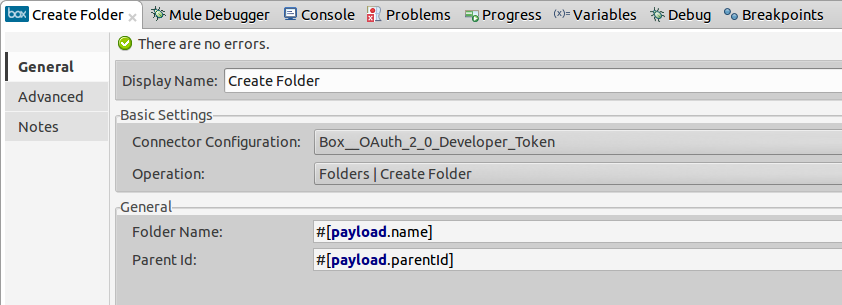 box Create Folder Mule Debugger Console Problems Progress (x)= Variables Debug Breakpoints
There are no errors.
General
Advanced
Notes
Display Name: Create Folder
Basic Settings
Connector Configuration: Box__OAuth_2_0_Developer_Token
Operation: Folders | Create Folder
General
Folder Name: #[payload.name]
Parent Id: #[payload.parentId]